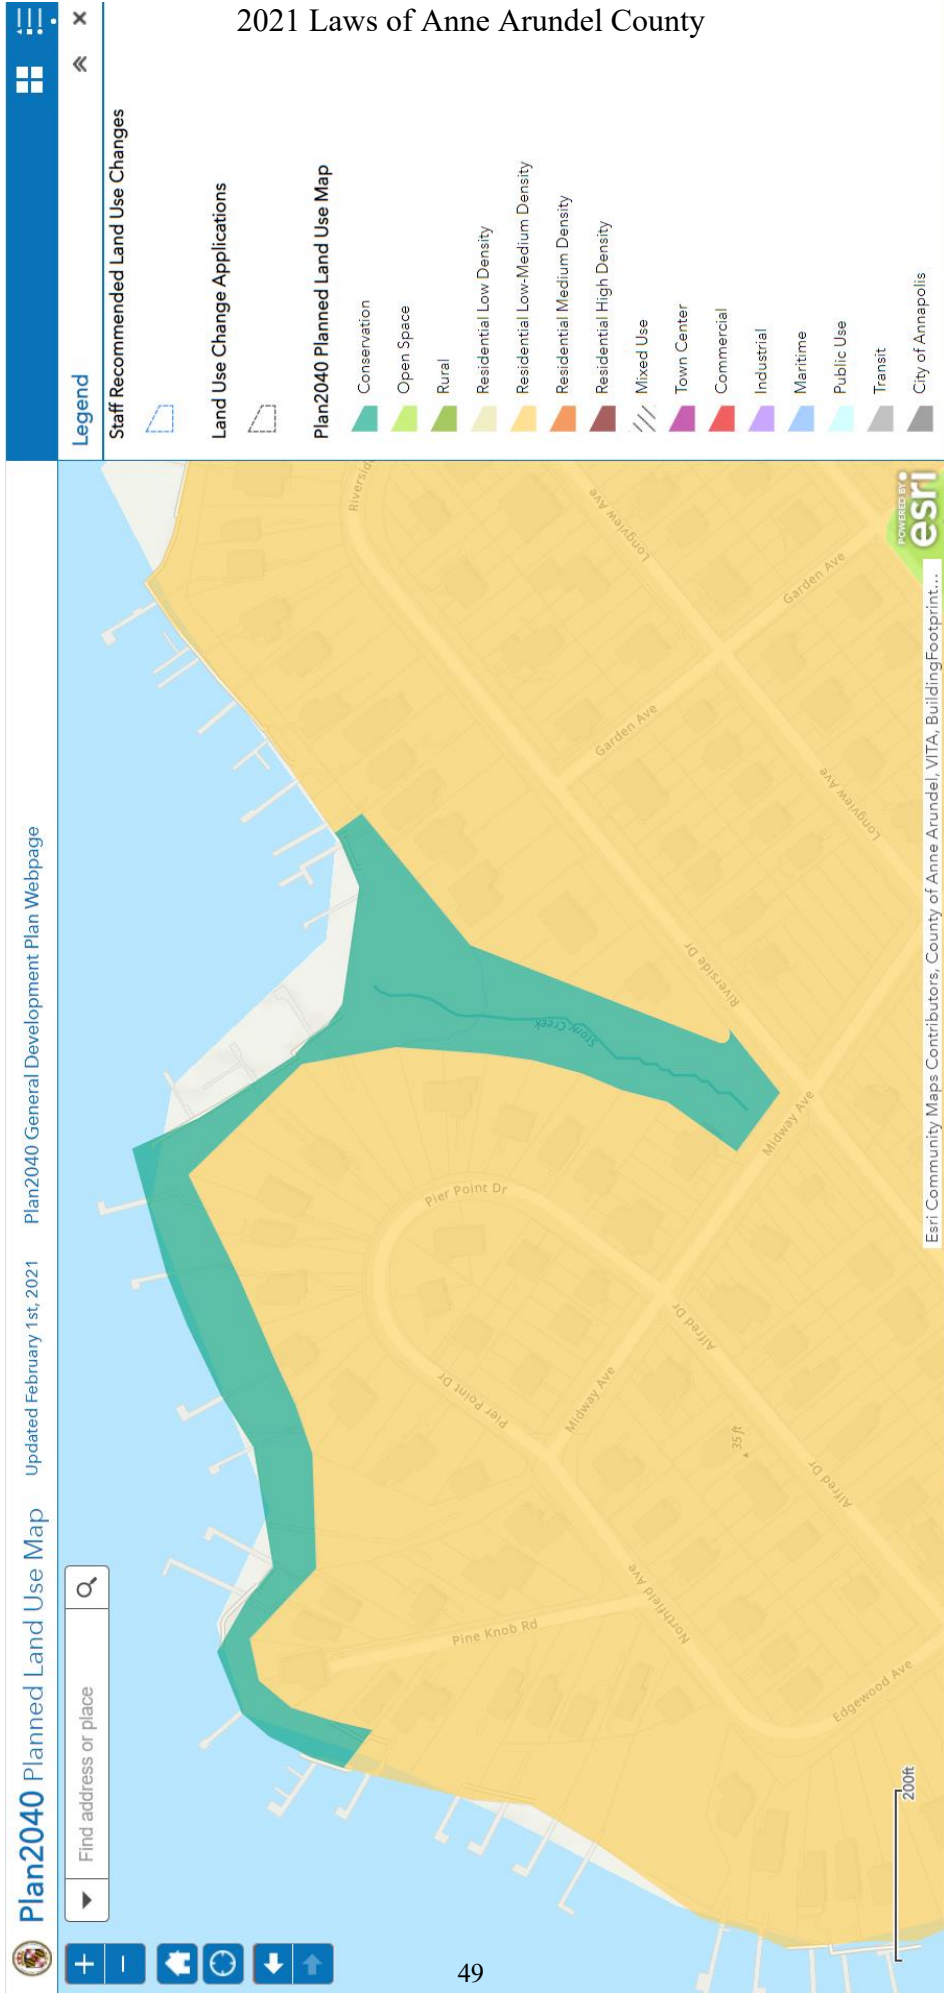 2021 Laws of Anne Arundel County
Plan2040 Planned Land Use Map
Updated February 1st, 2021
Plan2040 General Development Plan Webpage
Find address or place
Legend
Staff Recommended Land Use Changes
Land Use Change Applications
Plan2040 Planned Land Use Map
Conservation
Open Space
Rural
Residential Low Density
Residential Low-Medium Density
Residential Medium Density
Residential High Density
Mixed Use
Town Center
Commercial
Industrial
Maritime
Public Use
Transit
City of Annapolis
Riversid
Longview Ave
Garden Ave
Garden Ave
Longview Ave
Riverside Dr
Stony Creek
Midway Ave
Pier Point Dr
Alfred Dr
Pier Point Dr
Midway Ave
35 ft
Alfred Dr
Northfield Ave
Pine Knob Rd
Edgewood Ave
200ft
Esri Community Maps Contributors, County of Anne Arundel, VITA, BuildingFootprint...
POWERED BY
esri
49